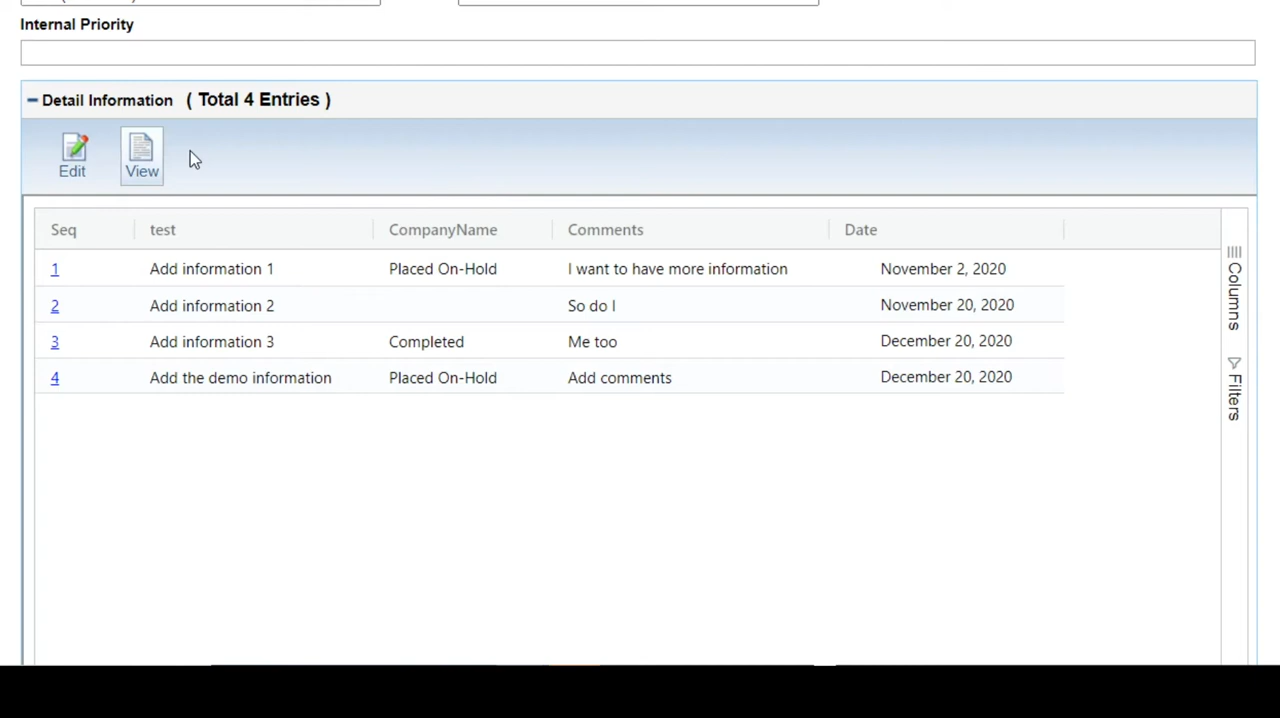 Internal Priority
Detail Information ( Total 4 Entries )
Edit View
Seq test CompanyName Comments Date
1 Add information 1 Placed On-Hold I want to have more information November 2, 2020
2 Add information 2 So do I November 20, 2020
3 Add information 3 Completed Me too December 20, 2020
4 Add the demo information Placed On-Hold Add comments December 20, 2020
Columns
Filters